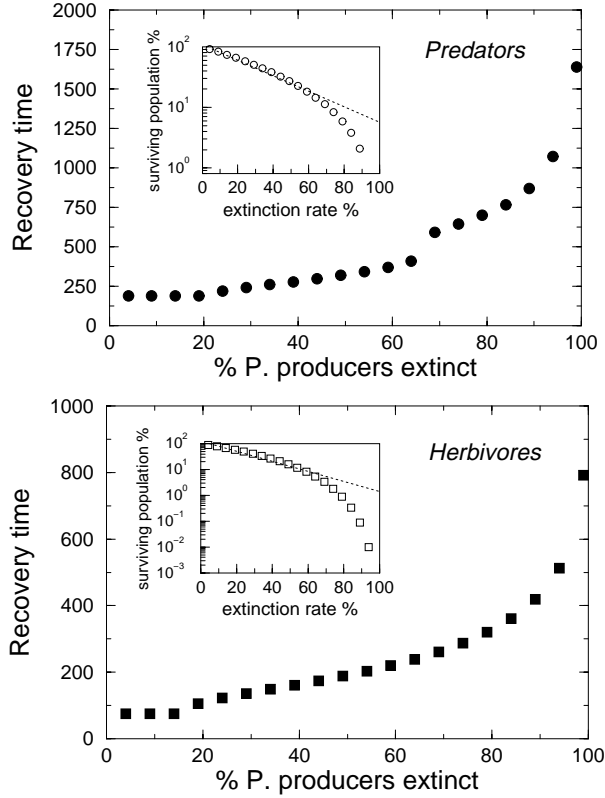 2000
1750
1500
1250
1000
750
500
250
0
Recovery time
0 20 40 60 80 100
% P. producers extinct
Predators
10^2
10^1
10^0
surviving population %
0 20 40 60 80 100
extinction rate %
1000
800
600
400
200
0
Recovery time
0 20 40 60 80 100
% P. producers extinct
Herbivores
10^2
10^1
10^0
10^−1
10^−2
10^−3
surviving population %
0 20 40 60 80 100
extinction rate %